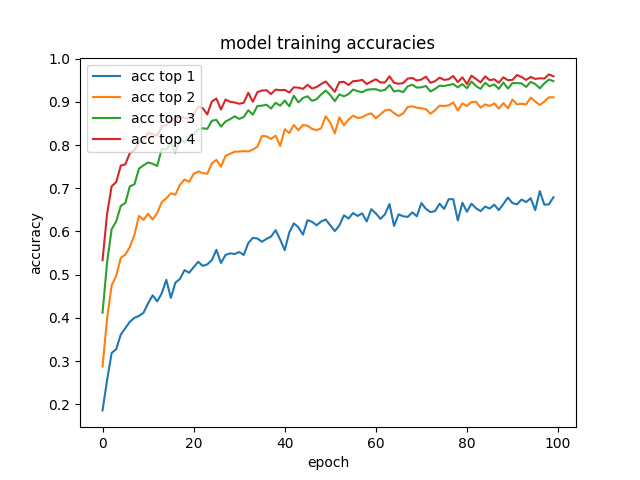 model training accuracies
acc top 1
acc top 2
acc top 3
acc top 4
accuracy
1.0
0.9
0.8
0.7
0.6
0.5
0.4
0.3
0.2
0 20 40 60 80 100
epoch